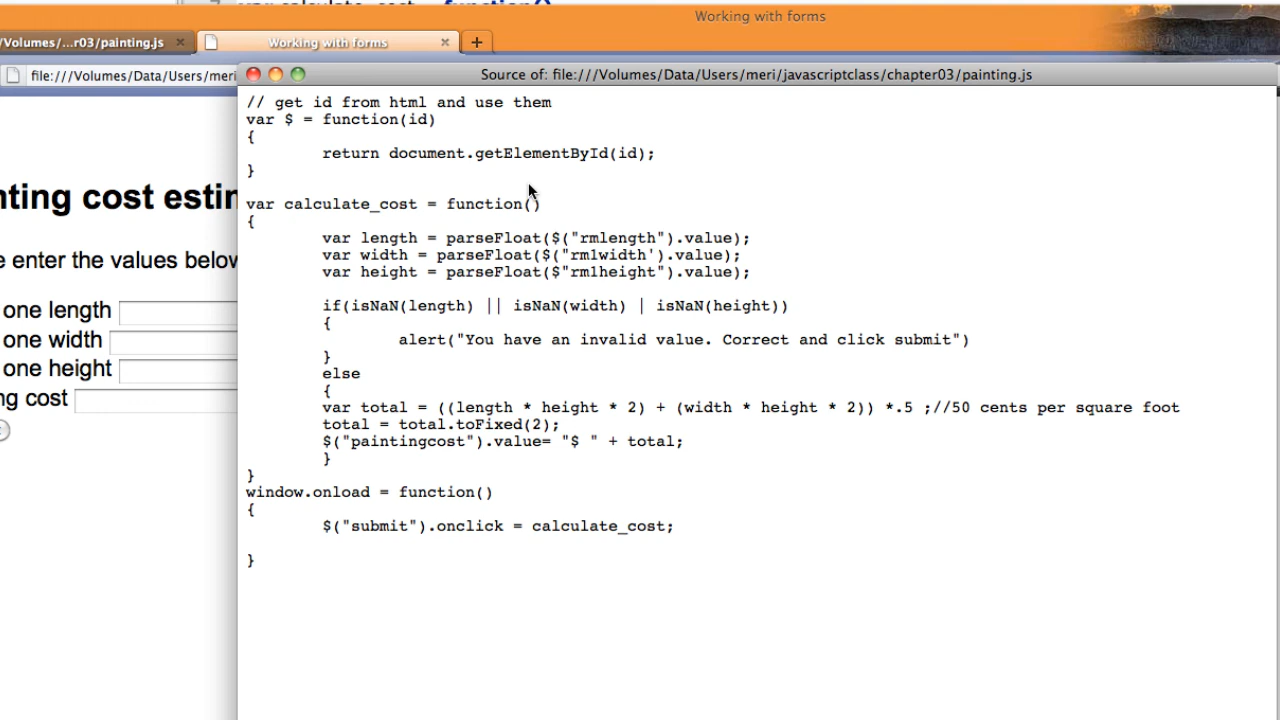 var calculate_cost function()
Working with forms
/Volumes/...r03/painting.js
Working with forms
file:///Volumes/Data/Users/meri
Source of: file:///Volumes/Data/Users/meri/javascriptclass/chapter03/painting.js
// get id from html and use them
var $ = function(id)
{
return document.getElementById(id);
}
var calculate_cost = function()
{
var length = parseFloat($("rmlength").value);
var width = parseFloat($("rm1width').value);
var height = parseFloat($"rm1height").value);
if(isNaN(length) || isNaN(width) | isNaN(height))
{
alert("You have an invalid value. Correct and click submit")
}
else
{
var total = ((length * height * 2) + (width * height * 2)) *.5 ;//50 cents per square foot
total = total.toFixed(2);
$("paintingcost").value= "$ " + total;
}
}
window.onload = function()
{
$("submit").onclick = calculate_cost;
}
nting cost estin
e enter the values below
one length
one width
one height
ng cost